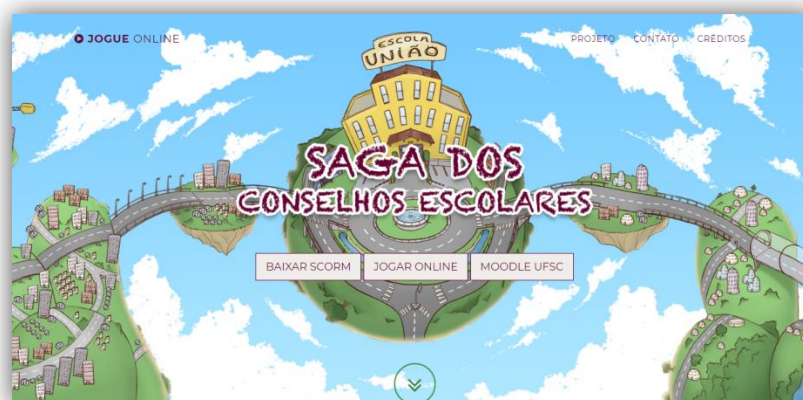 JOGUE ONLINE
PROJETO CONTATO CRÉDITOS
ESCOLA
UNIÃO
SAGA DOS
CONSELHOS ESCOLARES
BAIXAR SCORM JOGAR ONLINE MOODLE UFSC